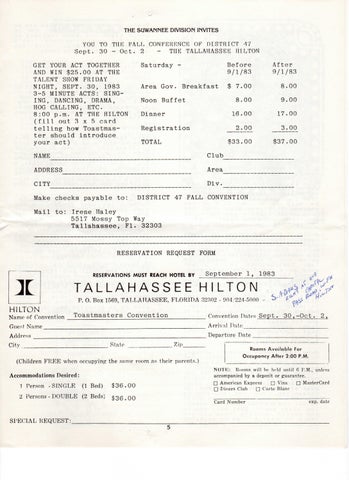 THE SUWANNEE DIVISION INVITES
YOU TO THE FALL CONFERENCE OF DISTRICT 47
Sept. 30 - Oct. 2 - THE TALLAHASSEE HILTON
GET YOUR ACT TOGETHER
AND WIN $25.00 AT THE
TALENT SHOW FRIDAY
NIGHT, SEPT. 30, 1983
3-5 MINUTE ACTS: SING-
ING, DANCING, DRAMA,
HOG CALLING, ETC.
8:00 p.m. AT THE HILTON
(fill out 3 x 5 card
telling how Toastmas-
ter should introduce
your act)
Saturday - Before After
9/1/83 9/1/83
Area Gov. Breakfast $ 7.00 8.00
Noon Buffet 8.00 9.00
Dinner 16.00 17.00
Registration 2.00 3.00
TOTAL $33.00 $37.00
NAME Club
ADDRESS Area
CITY Div.
Make checks payable to: DISTRICT 47 FALL CONVENTION
Mail to: Irese Haley
5517 Mossy Top Way
Tallahassee, Fl. 32303
RESERVATION REQUEST FORM
RESERVATIONS MUST REACH HOTEL BY September 1, 1983
HILTON
TALLAHASSEE HILTON
P. O. Box 1569, TALLAHASSEE, FLORIDA 32302 - 904/224-5000
Name of Convention Toastmasters Convention Convention Dates Sept. 30,-Oct. 2,
Guest Name Arrival Date
Address Departure Date
City State Zip
(Children FREE when occupying the same room as their parents.)
Rooms Available For
Occupancy After 2:00 P.M.
Accommodations Desired:
1 Person - SINGLE (1 Bed) $36.00
2 Persons - DOUBLE (2 Beds) $36.00
NOTE: Rooms will be held until 6 P.M., unless
accompanied by a deposit or guarantee.
American Express Visa MasterCard
Diners Club Carte Blanc
Card Number exp. date
SPECIAL REQUEST:
5